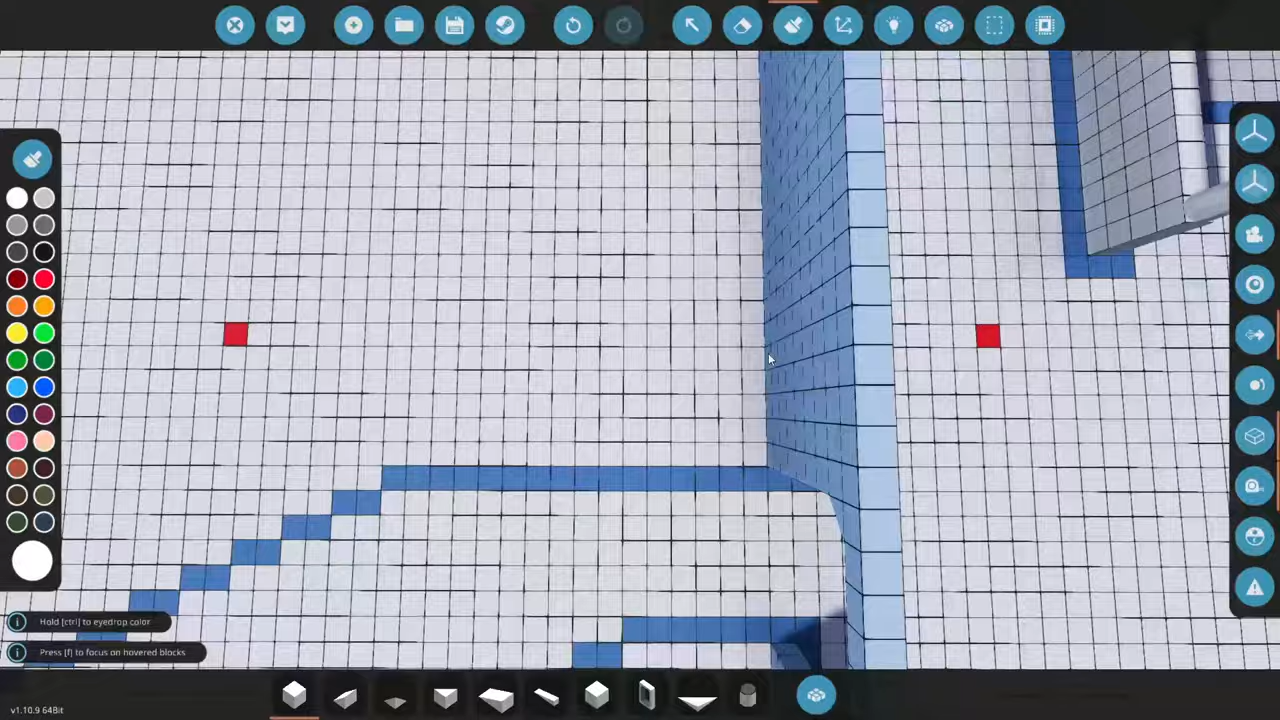 Hold [ctrl] to eyedrop color
Press [f] to focus on hovered blocks
v1.10.9 64Bit